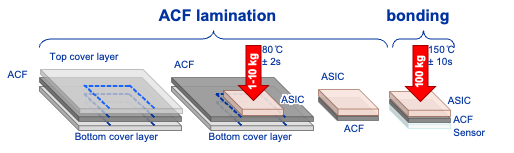 ACF lamination
bonding
Top cover layer
ACF
Bottom cover layer
ACF
80℃
± 2s
1-10 kg
ASIC
Bottom cover layer
ASIC
ACF
150℃
± 10s
100 kg
ASIC
ACF
Sensor